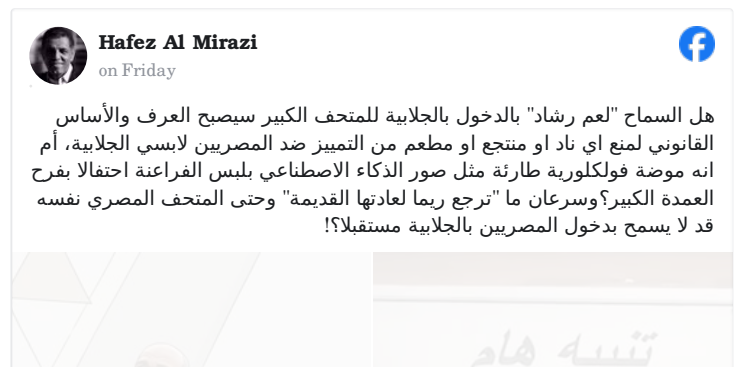 Hafez Al Mirazi
on Friday
هل السماح "لعم رشاد" بالدخول بالجلابية للمتحف الكبير سيصبح العرف والأساس
القانوني لمنع اي ناد او منتجع او مطعم من التمييز ضد المصريين لابسي الجلابية، أم
انه موضة فولكلورية طارئة مثل صور الذكاء الاصطناعي بلبس الفراعنة احتفالا بفرح
العمدة الكبير؟وسرعان ما "ترجع ريما لعادتها القديمة" وحتى المتحف المصري نفسه
قد لا يسمح بدخول المصريين بالجلابية مستقبلا؟!
تنبيه هام